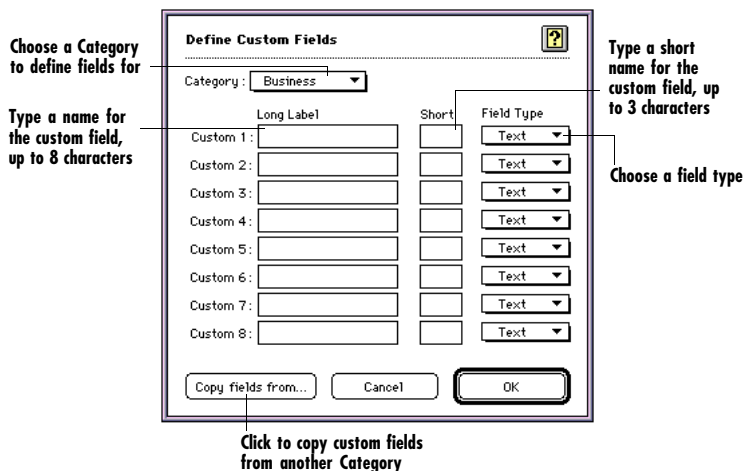 Choose a Category
to define fields for
Type a name for
the custom field,
up to 8 characters
Define Custom Fields
?
Category : Business
Long Label Short Field Type
Custom 1 : Text
Custom 2 : Text
Custom 3 : Text
Custom 4 : Text
Custom 5 : Text
Custom 6 : Text
Custom 7 : Text
Custom 8 : Text
Copy fields from... Cancel OK
Type a short
name for the
custom field, up
to 3 characters
Choose a field type
Click to copy custom fields
from another Category